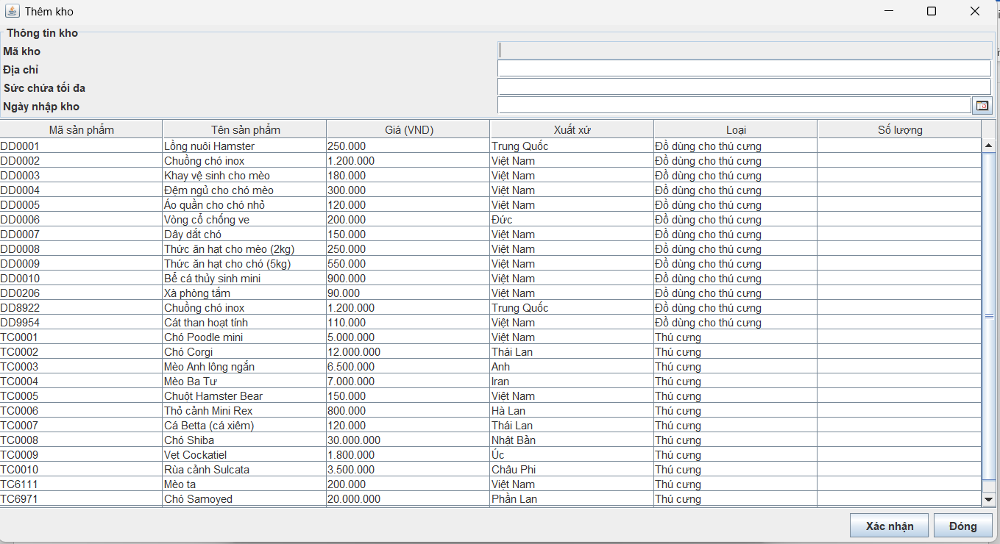 Thêm kho
Thông tin kho
Mã kho
Địa chỉ
Sức chứa tối đa
Ngày nhập kho
Mã sản phẩm Tên sản phẩm Giá (VND) Xuất xứ Loại Số lượng
DD0001 Lồng nuôi Hamster 250.000 Trung Quốc Đồ dùng cho thú cưng
DD0002 Chuồng chó inox 1.200.000 Việt Nam Đồ dùng cho thú cưng
DD0003 Khay vệ sinh cho mèo 180.000 Việt Nam Đồ dùng cho thú cưng
DD0004 Đệm ngủ cho chó mèo 300.000 Việt Nam Đồ dùng cho thú cưng
DD0005 Áo quần cho chó nhỏ 120.000 Việt Nam Đồ dùng cho thú cưng
DD0006 Vòng cổ chống ve 200.000 Đức Đồ dùng cho thú cưng
DD0007 Dây dắt chó 150.000 Việt Nam Đồ dùng cho thú cưng
DD0008 Thức ăn hạt cho mèo (2kg) 250.000 Việt Nam Đồ dùng cho thú cưng
DD0009 Thức ăn hạt cho chó (5kg) 550.000 Việt Nam Đồ dùng cho thú cưng
DD0010 Bể cá thủy sinh mini 900.000 Việt Nam Đồ dùng cho thú cưng
DD0206 Xà phòng tắm 90.000 Việt Nam Đồ dùng cho thú cưng
DD8922 Chuồng chó inox 1.200.000 Trung Quốc Đồ dùng cho thú cưng
DD9954 Cát than hoạt tính 110.000 Việt Nam Đồ dùng cho thú cưng
TC0001 Chó Poodle mini 5.000.000 Việt Nam Thú cưng
TC0002 Chó Corgi 12.000.000 Thái Lan Thú cưng
TC0003 Mèo Anh lông ngắn 6.500.000 Anh Thú cưng
TC0004 Mèo Ba Tư 7.000.000 Iran Thú cưng
TC0005 Chuột Hamster Bear 150.000 Việt Nam Thú cưng
TC0006 Thỏ cảnh Mini Rex 800.000 Hà Lan Thú cưng
TC0007 Cá Betta (cá xiêm) 120.000 Thái Lan Thú cưng
TC0008 Chó Shiba 30.000.000 Nhật Bản Thú cưng
TC0009 Vẹt Cockatiel 1.800.000 Úc Thú cưng
TC0010 Rùa cảnh Sulcata 3.500.000 Châu Phi Thú cưng
TC6111 Mèo ta 200.000 Việt Nam Thú cưng
TC6971 Chó Samoyed 20.000.000 Phần Lan Thú cưng
Xác nhận Đóng